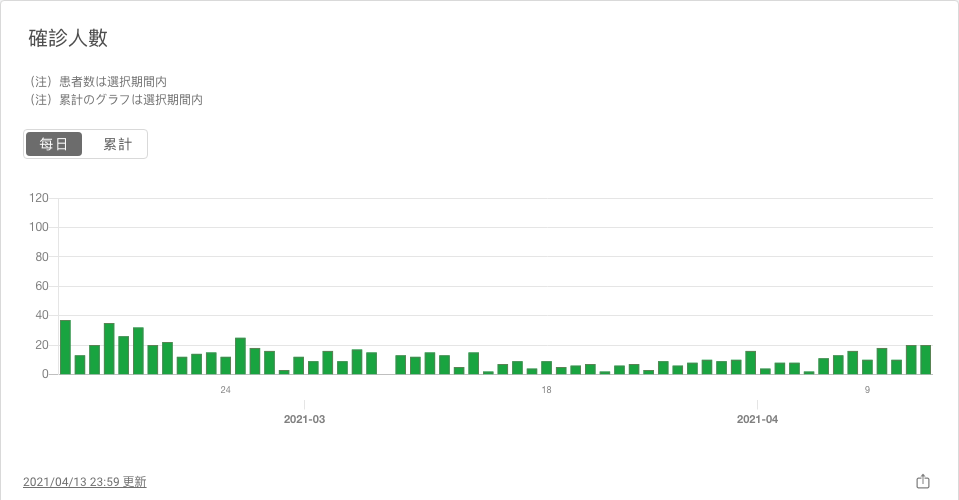 確診人數
（注）患者数は選択期間内
（注）累計のグラフは選択期間内
每日 累計
120
100
80
60
40
20
0
24 18 9
2021-03 2021-04
2021/04/13 23:59 更新